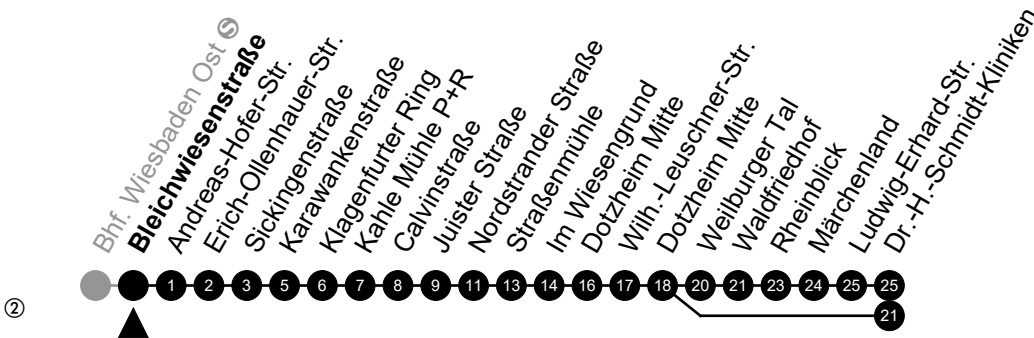 Bhf. Wiesbaden Ost Ⓢ
Bleichwiesenstraße
Andreas-Hofer-Str.
Erich-Ollenhauer-Str.
Sickingenstraße
Karawankenstraße
Klagenfurter Ring
Kahle Mühle P+R
Calvinstraße
Juister Straße
Nordstrander Straße
Straßenmühle
Im Wiesengrund
Dotzheim Mitte
Wilh.-Leuschner-Str.
Dotzheim Mitte
Weilburger Tal
Waldfriedhof
Rheinblick
Märchenland
Ludwig-Erhard-Str.
Dr.-H.-Schmidt-Kliniken
1 2 3 5 6 7 8 9 11 13 14 16 17 18 20 21 23 24 25 25
② 21